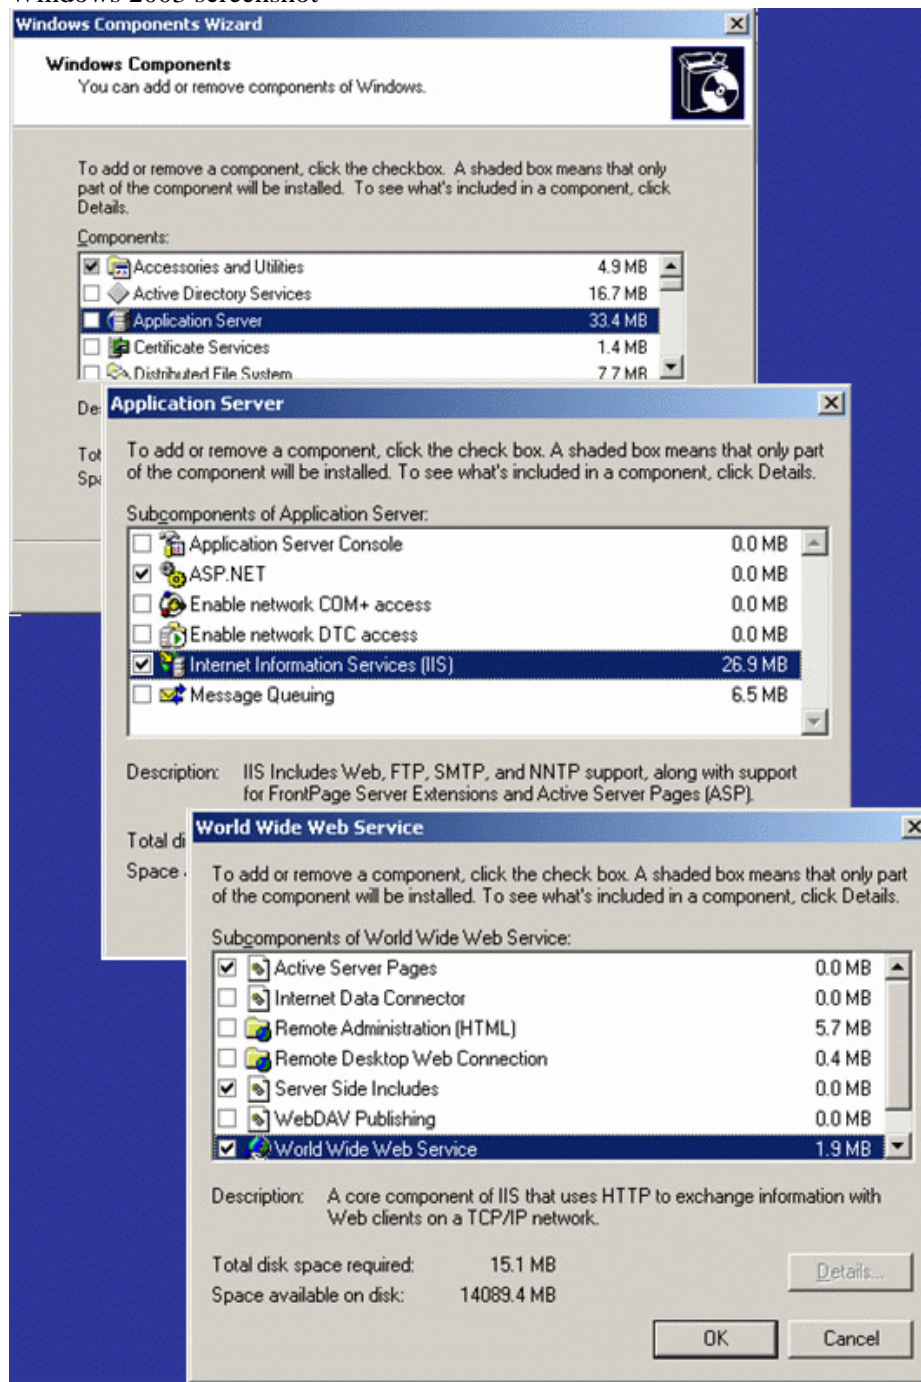 Windows 2003 screenshot
Windows Components Wizard
Windows Components
You can add or remove components of Windows.
To add or remove a component, click the checkbox. A shaded box means that only
part of the component will be installed. To see what's included in a component, click
Details.
Components:
Accessories and Utilities 4.9 MB
Active Directory Services 16.7 MB
Application Server 33.4 MB
Certificate Services 1.4 MB
Distributed File System 7.7 MB
Application Server
To add or remove a component, click the check box. A shaded box means that only part
of the component will be installed. To see what's included in a component, click Details.
Subcomponents of Application Server:
Application Server Console 0.0 MB
ASP.NET 0.0 MB
Enable network COM+ access 0.0 MB
Enable network DTC access 0.0 MB
Internet Information Services (IIS) 26.9 MB
Message Queuing 6.5 MB
Description: IIS Includes Web, FTP, SMTP, and NNTP support, along with support
for FrontPage Server Extensions and Active Server Pages (ASP).
Total di
Space
World Wide Web Service
To add or remove a component, click the check box. A shaded box means that only part
of the component will be installed. To see what's included in a component, click Details.
Subcomponents of World Wide Web Service:
Active Server Pages 0.0 MB
Internet Data Connector 0.0 MB
Remote Administration (HTML) 5.7 MB
Remote Desktop Web Connection 0.4 MB
Server Side Includes 0.0 MB
WebDAV Publishing 0.0 MB
World Wide Web Service 1.9 MB
Description: A core component of IIS that uses HTTP to exchange information with
Web clients on a TCP/IP network.
Total disk space required: 15.1 MB
Space available on disk: 14089.4 MB
Details...
OK Cancel